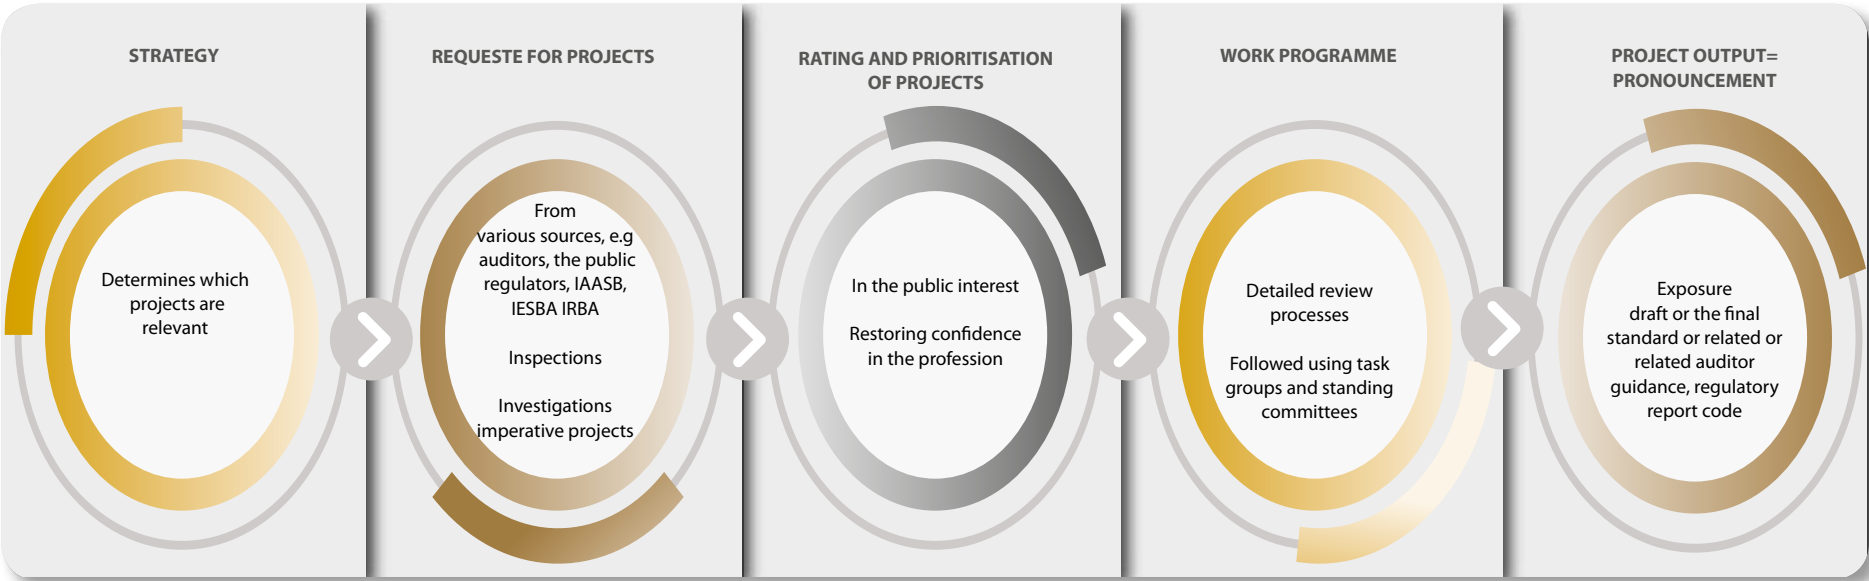 STRATEGY
Determines which
projects are
relevant
REQUESTE FOR PROJECTS
From
various sources, e.g
auditors, the public
regulators, IAASB,
IESBA IRBA
Inspections
Investigations
imperative projects
RATING AND PRIORITISATION
OF PROJECTS
In the public interest
Restoring confidence
in the profession
WORK PROGRAMME
Detailed review
processes
Followed using task
groups and standing
committees
PROJECT OUTPUT=
PRONOUNCEMENT
Exposure
draft or the final
standard or related or
related auditor
guidance, regulatory
report code